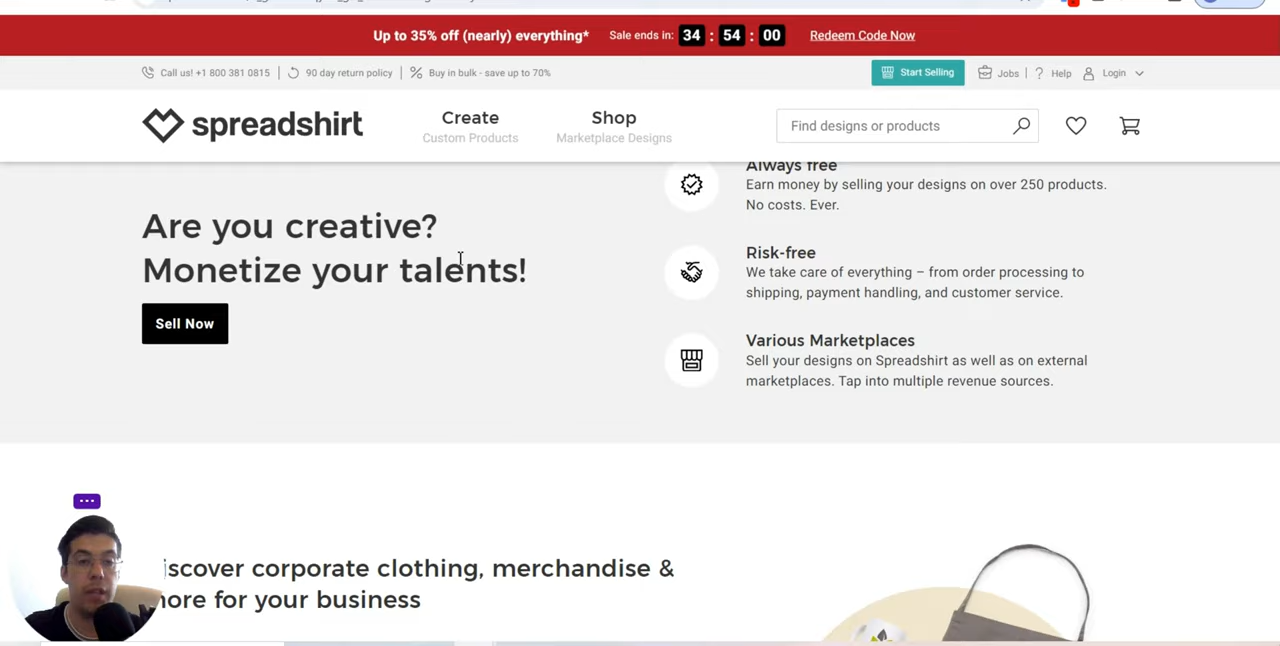 Up to 35% off (nearly) everything* Sale ends in: 34 : 54 : 00 Redeem Code Now
Call us! +1 800 381 0815 | 90 day return policy | Buy in bulk - save up to 70% Start Selling Jobs | Help Login
spreadshirt
Create
Custom Products
Shop
Marketplace Designs
Find designs or products
Are you creative?
Monetize your talents!
Sell Now
Always free
Earn money by selling your designs on over 250 products.
No costs. Ever.
Risk-free
We take care of everything – from order processing to
shipping, payment handling, and customer service.
Various Marketplaces
Sell your designs on Spreadshirt as well as on external
marketplaces. Tap into multiple revenue sources.
iscover corporate clothing, merchandise &
ore for your business